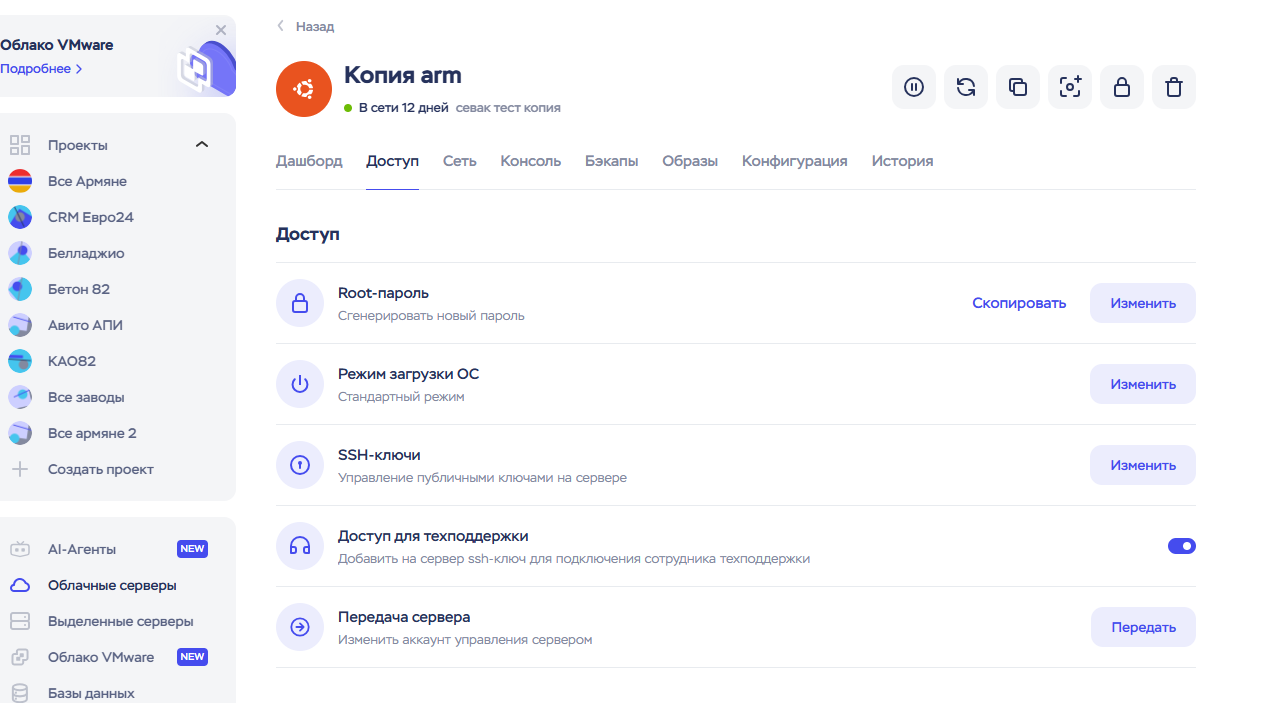 Облако VMware
Подробнее
Проекты
Все Армяне
CRM Евро24
Белладжио
Бетон 82
Авито АПИ
КАО82
Все заводы
Все армяне 2
Создать проект
AI-Агенты NEW
Облачные серверы
Выделенные серверы
Облако VMware NEW
Базы данных
Назад
Копия arm
В сети 12 дней севак тест копия
Дашборд Доступ Сеть Консоль Бэкапы Образы Конфигурация История
Доступ
Root-пароль
Сгенерировать новый пароль
Скопировать Изменить
Режим загрузки ОС
Стандартный режим
Изменить
SSH-ключи
Управление публичными ключами на сервере
Изменить
Доступ для техподдержки
Добавить на сервер ssh-ключ для подключения сотрудника техподдержки
Передача сервера
Изменить аккаунт управления сервером
Передать